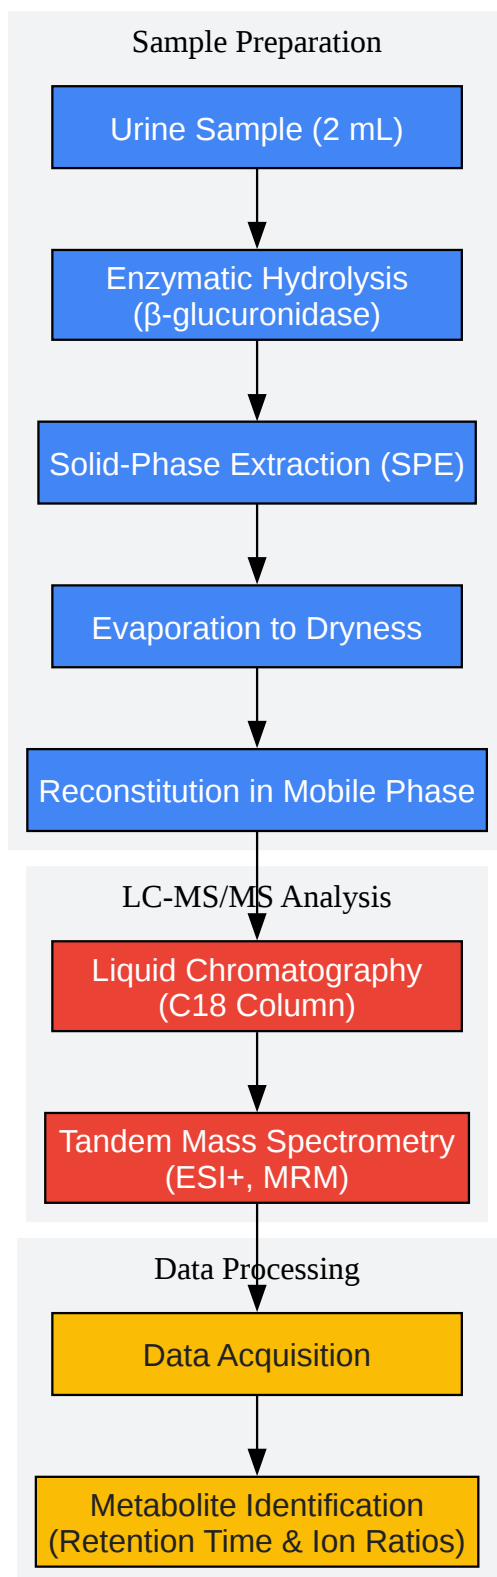 Sample Preparation
Urine Sample (2 mL)
Enzymatic Hydrolysis
(β-glucuronidase)
Solid-Phase Extraction (SPE)
Evaporation to Dryness
Reconstitution in Mobile Phase
LC-MS/MS Analysis
Liquid Chromatography
(C18 Column)
Tandem Mass Spectrometry
(ESI+, MRM)
Data Processing
Data Acquisition
Metabolite Identification
(Retention Time & Ion Ratios)